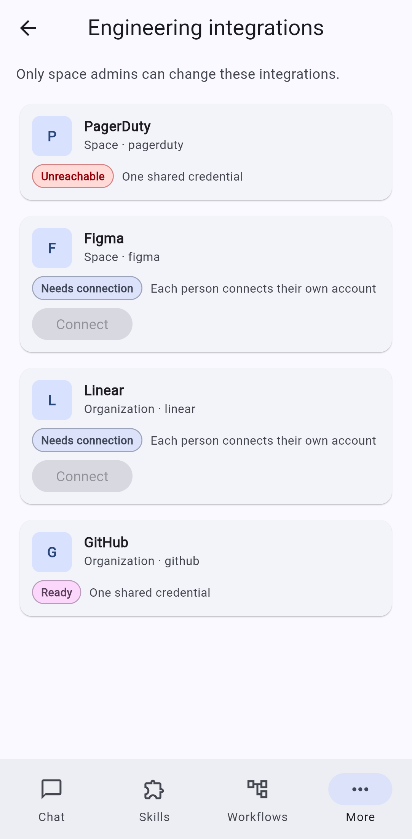 Engineering integrations
Only space admins can change these integrations.
P
PagerDuty
Space · pagerduty
Unreachable
One shared credential
F
Figma
Space · figma
Needs connection
Each person connects their own account
Connect
L
Linear
Organization · linear
Needs connection
Each person connects their own account
Connect
G
GitHub
Organization · github
Ready
One shared credential
Chat
Skills
Workflows
More